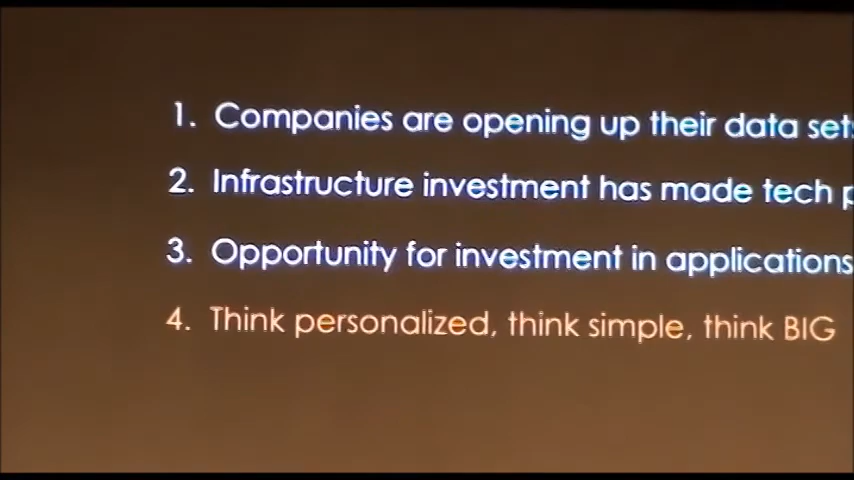 1. Companies are opening up their data sets
2. Infrastructure investment has made tech
3. Opportunity for investment in applications
4. Think personalized, think simple, think BIG